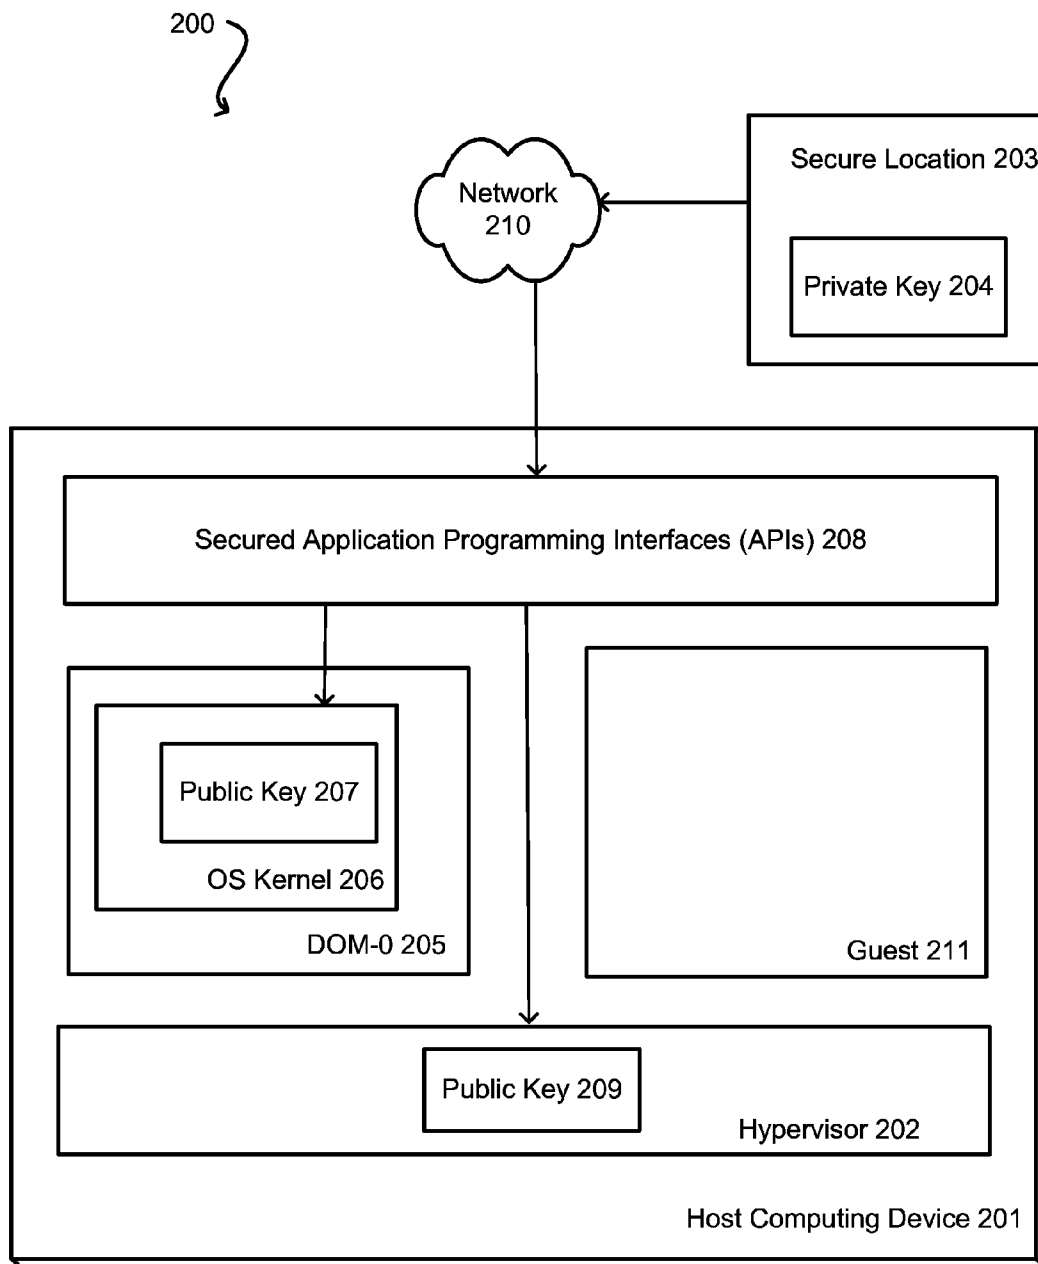 200
Secure Location 203
Network
210
Private Key 204
Secured Application Programming Interfaces (APIs) 208
Public Key 207
OS Kernel 206
DOM-0 205
Guest 211
Public Key 209
Hypervisor 202
Host Computing Device 201